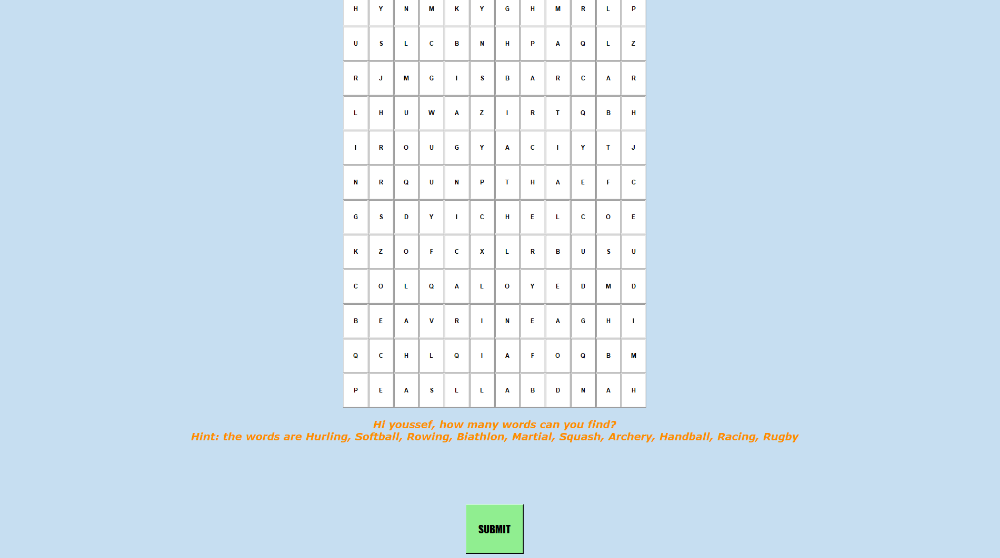 H Y N M K Y G H M R L P
U S L C B N H P A Q L Z
R J M G I S B A R C A R
L H U W A Z I R T Q B H
I R O U G Y A C I Y T J
N R Q U N P T H A E F C
G S D Y I C H E L C O E
K Z O F C X L R B U S U
C O L Q A L O Y E D M D
B E A V R I N E A G H I
Q C H L Q I A F O Q B M
P E A S L L A B D N A H
Hi youssef, how many words can you find?
Hint: the words are Hurling, Softball, Rowing, Biathlon, Martial, Squash, Archery, Handball, Racing, Rugby
SUBMIT